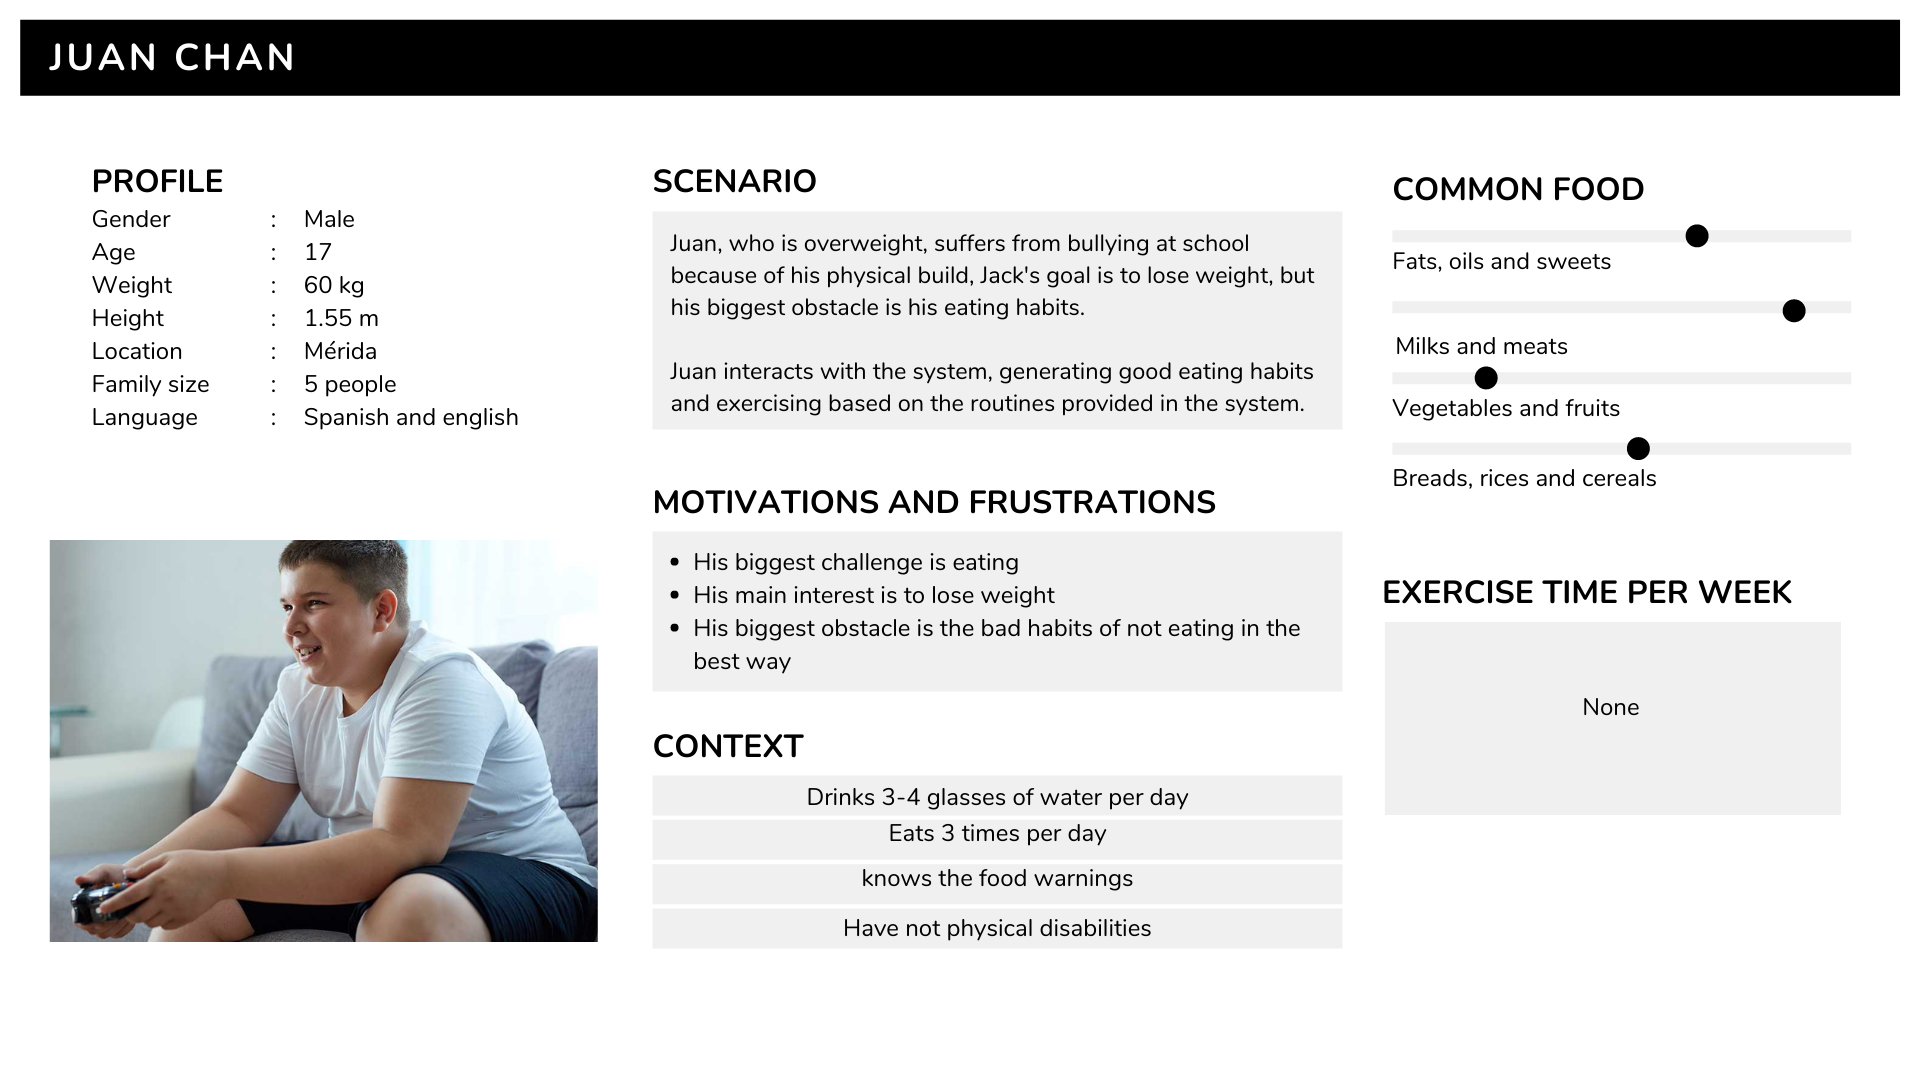 JUAN CHAN
PROFILE
Gender : Male
Age : 17
Weight : 60 kg
Height : 1.55 m
Location : Mérida
Family size : 5 people
Language : Spanish and english
SCENARIO
Juan, who is overweight, suffers from bullying at school
because of his physical build, Jack's goal is to lose weight, but
his biggest obstacle is his eating habits.
Juan interacts with the system, generating good eating habits
and exercising based on the routines provided in the system.
MOTIVATIONS AND FRUSTRATIONS
• His biggest challenge is eating
• His main interest is to lose weight
• His biggest obstacle is the bad habits of not eating in the
best way
CONTEXT
Drinks 3-4 glasses of water per day
Eats 3 times per day
knows the food warnings
Have not physical disabilities
COMMON FOOD
Fats, oils and sweets
Milks and meats
Vegetables and fruits
Breads, rices and cereals
EXERCISE TIME PER WEEK
None